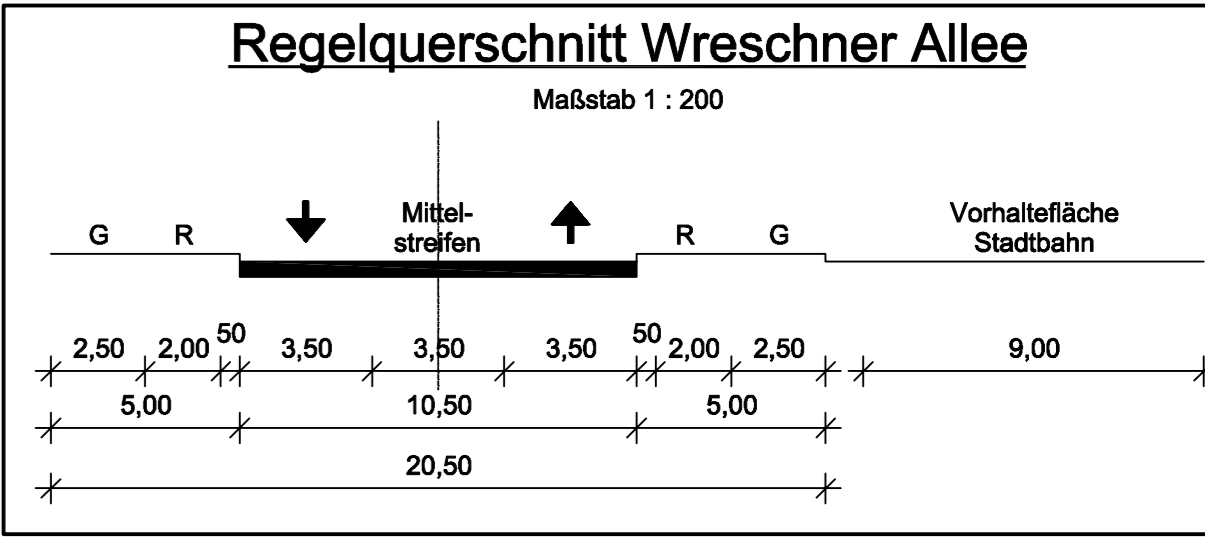 Regelquerschnitt Wreschner Allee
Maßstab 1 : 200
G R Mittel- R G Vorhaltefläche
streifen Stadtbahn
50 50
2,50 2,00 3,50 3,50 3,50 2,00 2,50 9,00
5,00 10,50 5,00
20,50